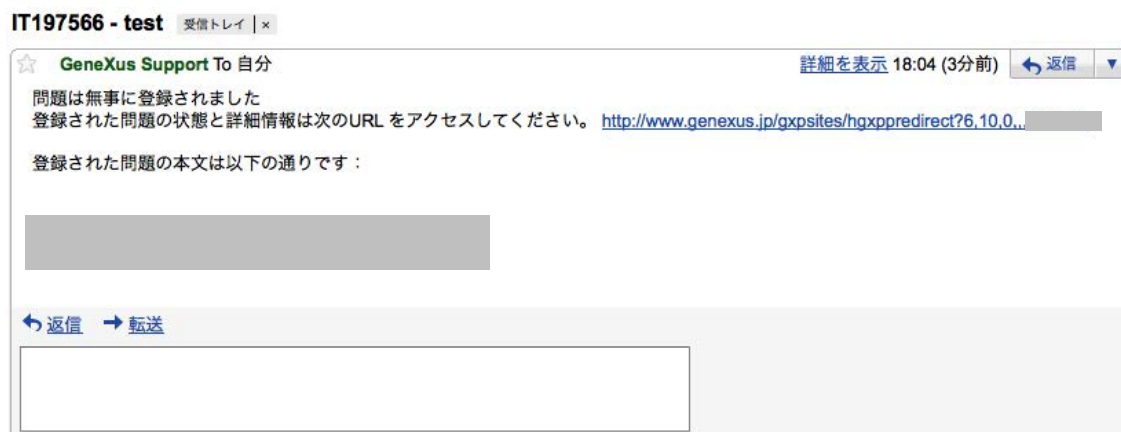 IT197566 - test 受信トレイ | ×
GeneXus Support To 自分 詳細を表示 18:04 (3分前) 返信 ▼
問題は無事に登録されました
登録された問題の状態と詳細情報は次のURL をアクセスしてください。 http://www.genexus.jp/gxpsites/hgxppredirect?6,10,0,,,
登録された問題の本文は以下の通りです：
返信 転送